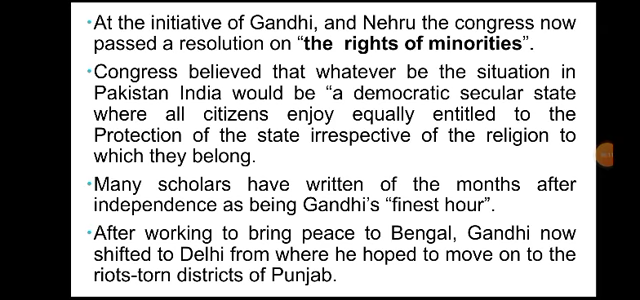 •At the initiative of Gandhi, and Nehru the congress now
passed a resolution on “the rights of minorities”.
•Congress believed that whatever be the situation in
Pakistan India would be “a democratic secular state
where all citizens enjoy equally entitled to the
Protection of the state irrespective of the religion to
which they belong.
•Many scholars have written of the months after
independence as being Gandhi’s “finest hour”.
•After working to bring peace to Bengal, Gandhi now
shifted to Delhi from where he hoped to move on to the
riots-torn districts of Punjab.